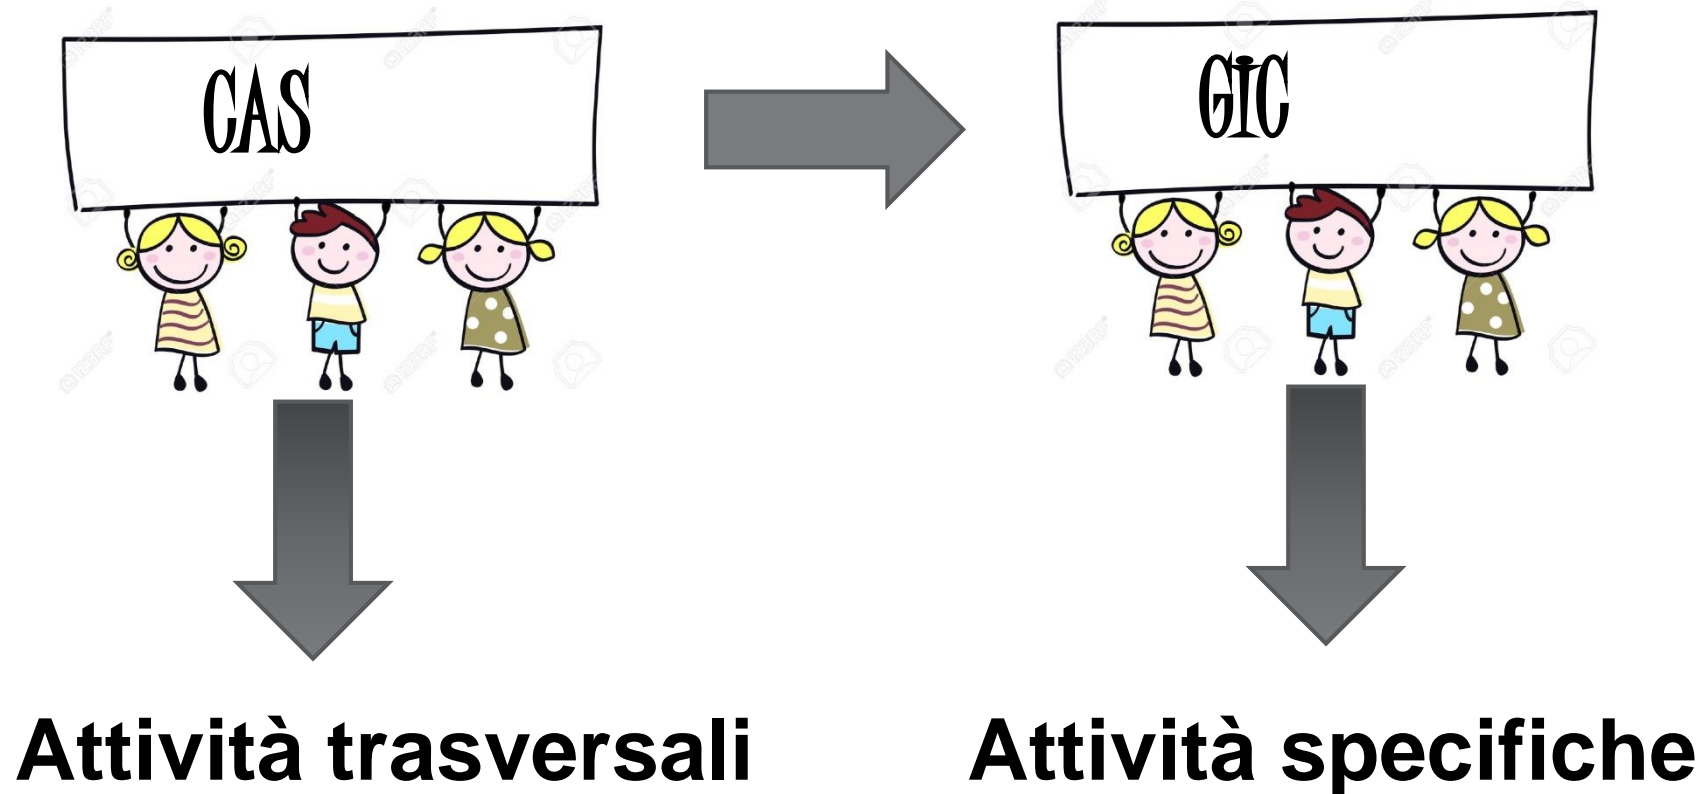 CAS
GIC
Attività trasversali
Attività specifiche